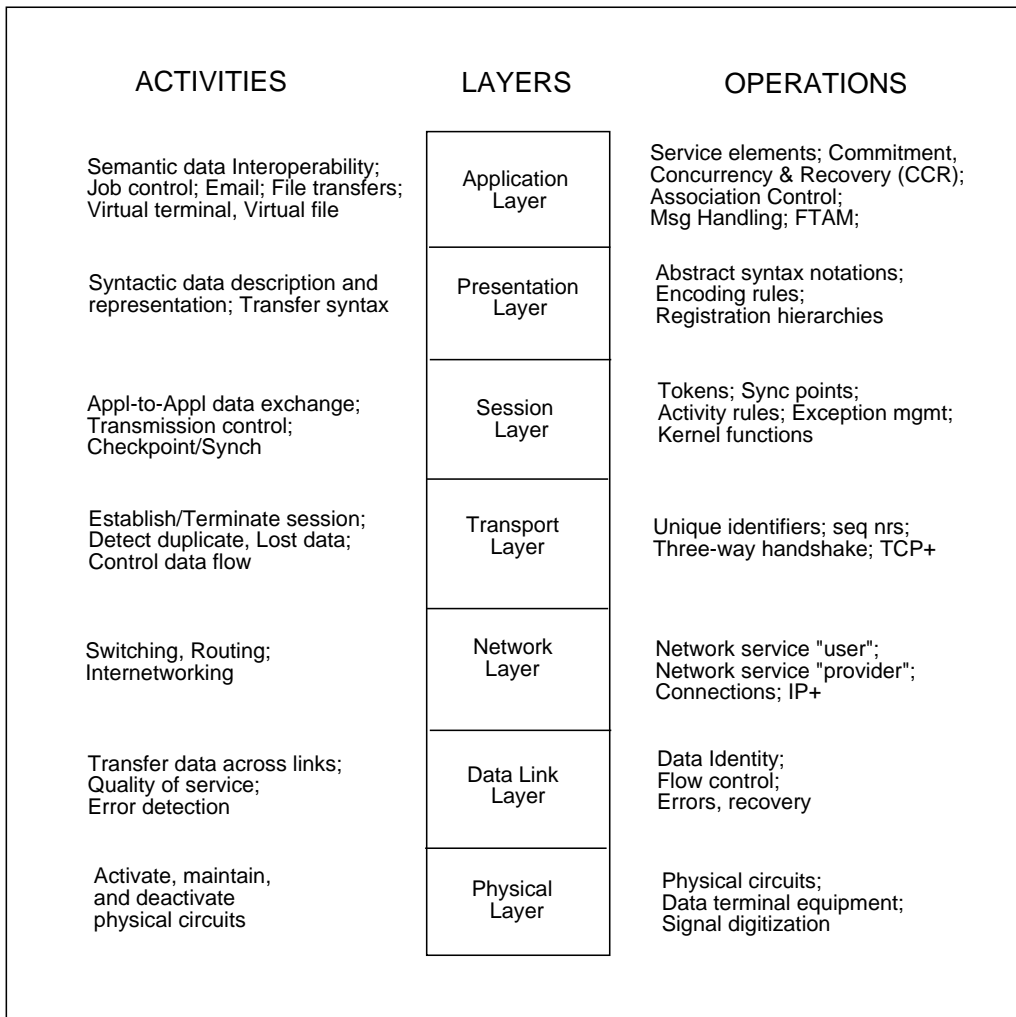 ACTIVITIES
LAYERS
OPERATIONS
Semantic data Interoperability;
Job control; Email; File transfers;
Virtual terminal, Virtual file
Application
Layer
Service elements; Commitment,
Concurrency & Recovery (CCR);
Association Control;
Msg Handling; FTAM;
Syntactic data description and
representation; Transfer syntax
Presentation
Layer
Abstract syntax notations;
Encoding rules;
Registration hierarchies
Appl-to-Appl data exchange;
Transmission control;
Checkpoint/Synch
Session
Layer
Tokens; Sync points;
Activity rules; Exception mgmt;
Kernel functions
Establish/Terminate session;
Detect duplicate, Lost data;
Control data flow
Transport
Layer
Unique identifiers; seq nrs;
Three-way handshake; TCP+
Switching, Routing;
Internetworking
Network
Layer
Network service "user";
Network service "provider";
Connections; IP+
Transfer data across links;
Quality of service;
Error detection
Data Link
Layer
Data Identity;
Flow control;
Errors, recovery
Activate, maintain,
and deactivate
physical circuits
Physical
Layer
Physical circuits;
Data terminal equipment;
Signal digitization